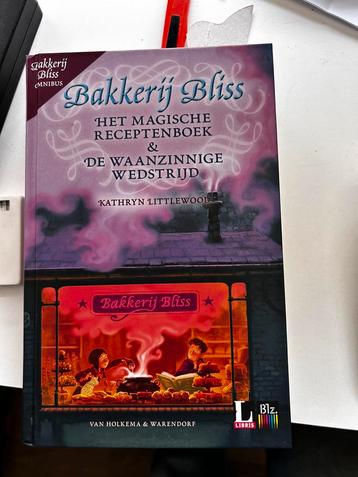 Bakkerij
Bliss
OMNIBUS
Bakkerij Bliss
HET MAGISCHE
RECEPTENBOEK
&
DE WAANZINNIGE
WEDSTRIJD
KATHRYN LITTLEWOOD
Bakkerij Bliss
VAN HOLKEMA & WARENDORF
L
LIBRIS
Blz.